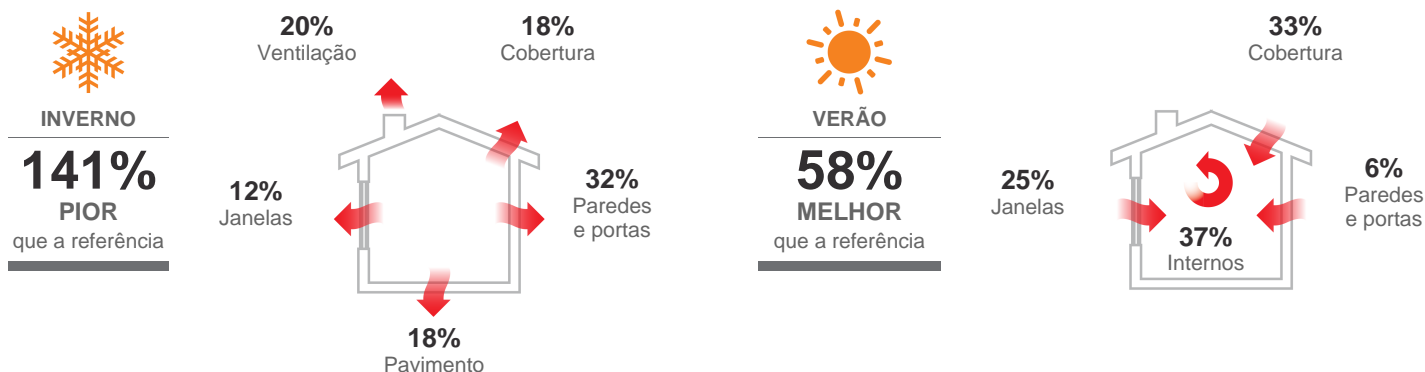 INVERNO
141%
PIOR
que a referência
20%
Ventilação
18%
Cobertura
12%
Janelas
32%
Paredes
e portas
18%
Pavimento
VERÃO
58%
MELHOR
que a referência
33%
Cobertura
25%
Janelas
37%
Internos
6%
Paredes
e portas